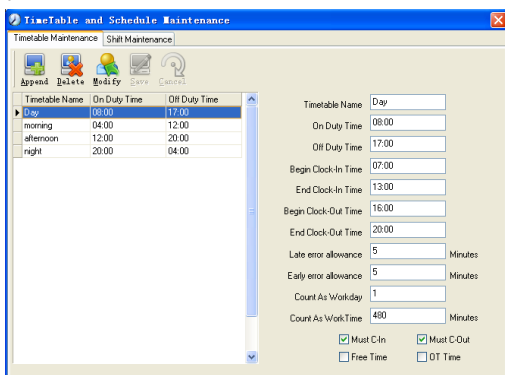 TimeTable and Schedule Maintenance
Timetable Maintenance Shift Maintenance
Append Delete Modify Save Cancel
Timetable Name On Duty Time Off Duty Time
Day 08:00 17:00
morning 04:00 12:00
afternoon 12:00 20:00
night 20:00 04:00
Timetable Name Day
On Duty Time 08:00
Off Duty Time 17:00
Begin Clock-In Time 07:00
End Clock-In Time 13:00
Begin Clock-Out Time 16:00
End Clock-Out Time 20:00
Late error allowance 5 Minutes
Early error allowance 5 Minutes
Count As Workday 1
Count As WorkTime 480 Minutes
Must C-In Must C-Out
Free Time OT Time